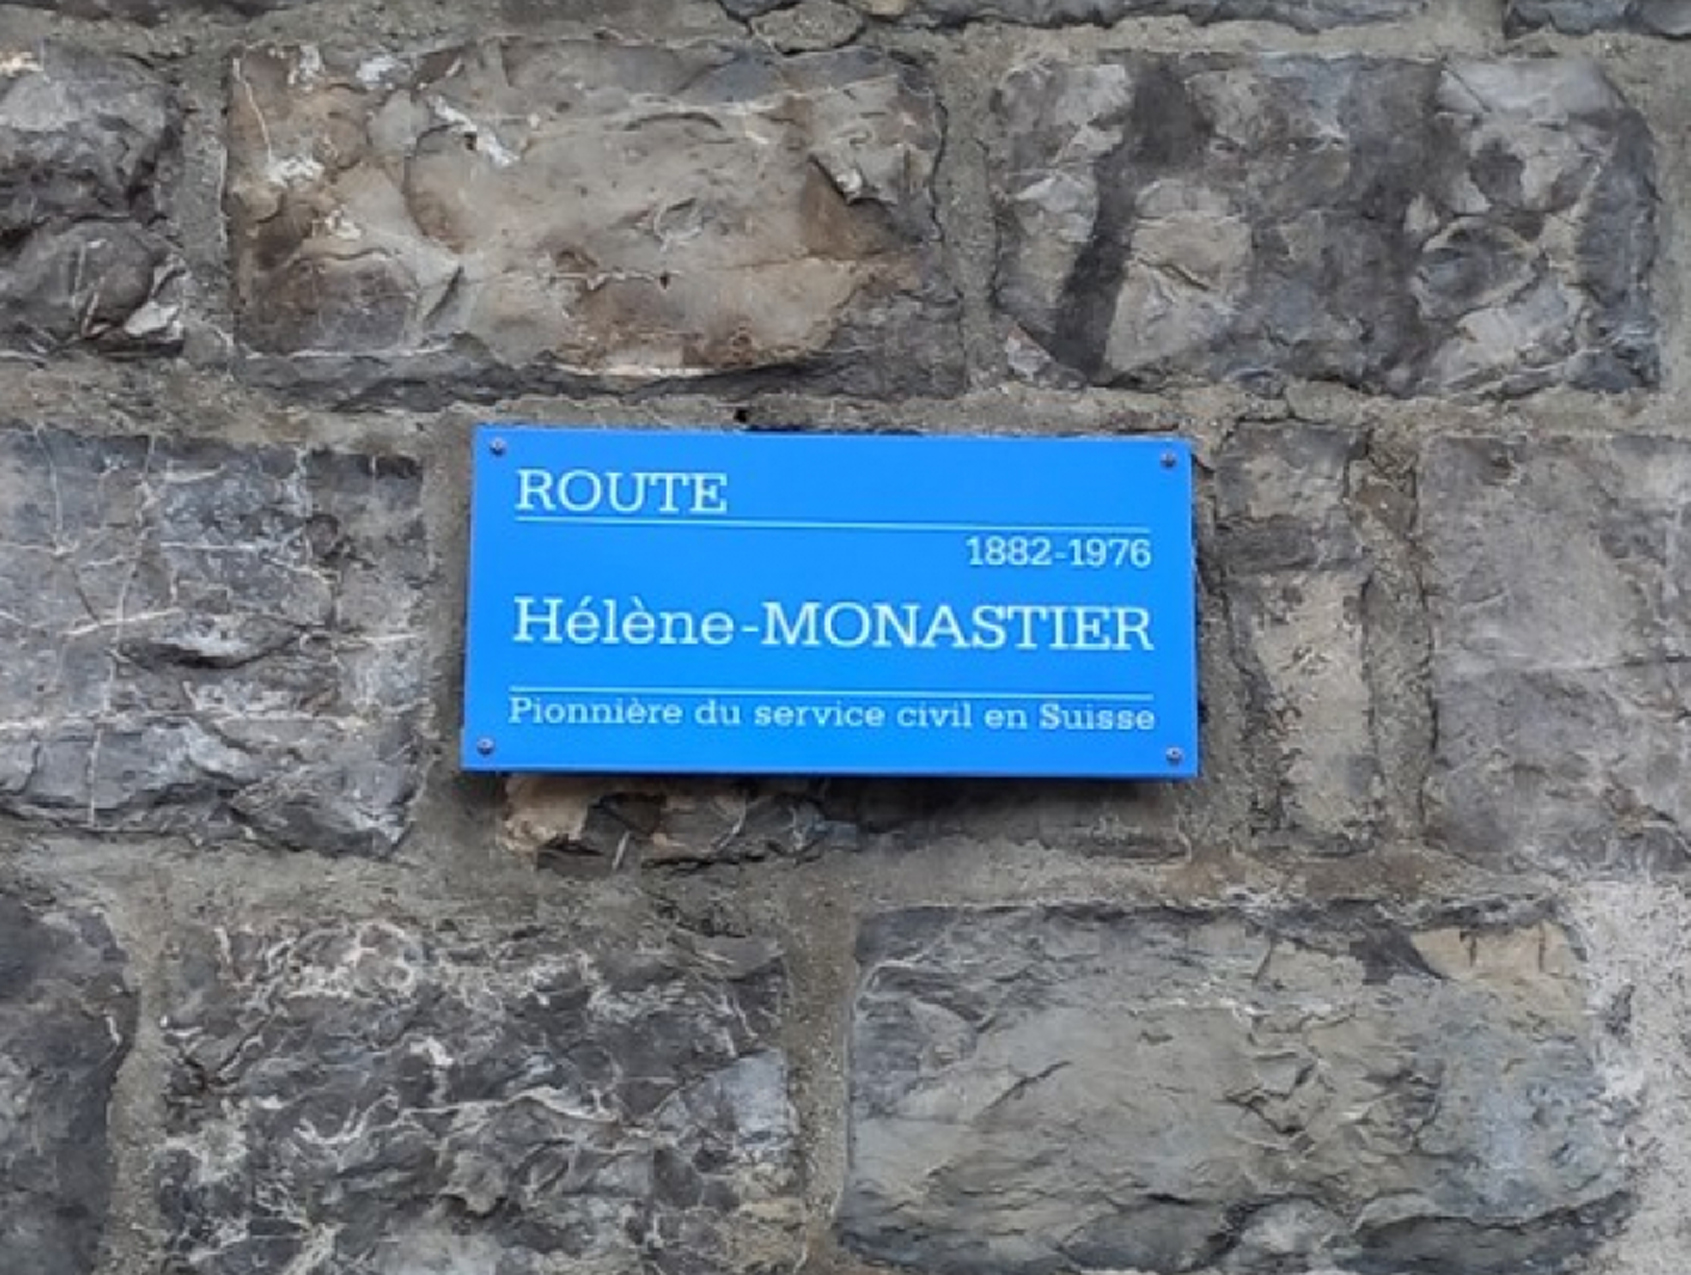 ROUTE
1882-1976
Hélène-MONASTIER
Pionnière du service civil en Suisse